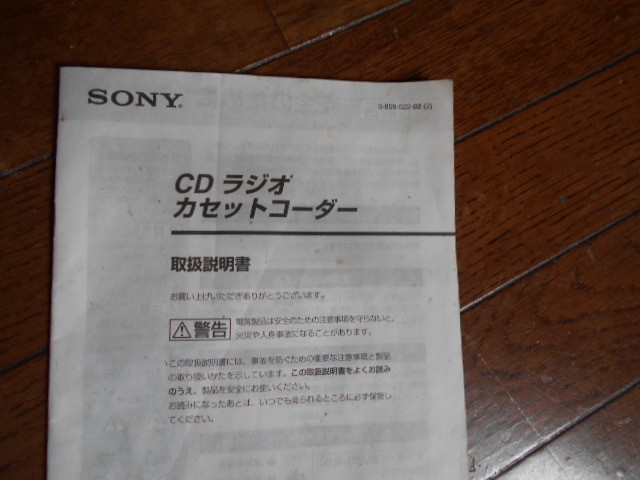 SONY®
3-858-522-02 (2)
CD ラジオ
カセットコーダー
取扱説明書
お買い上げいただきありがとうございます。
警告
電気製品は安全のための注意事項を守らないと、
火災や人身事故になることがあります。
この取扱説明書には、事故を防ぐための重要な注意事項と製品
の取り扱いかたを示しています。この取扱説明書をよくお読み
のうえ、製品を安全にお使いください。
お読みになったあとは、いつでも見られるところに必ず保管し
てください。